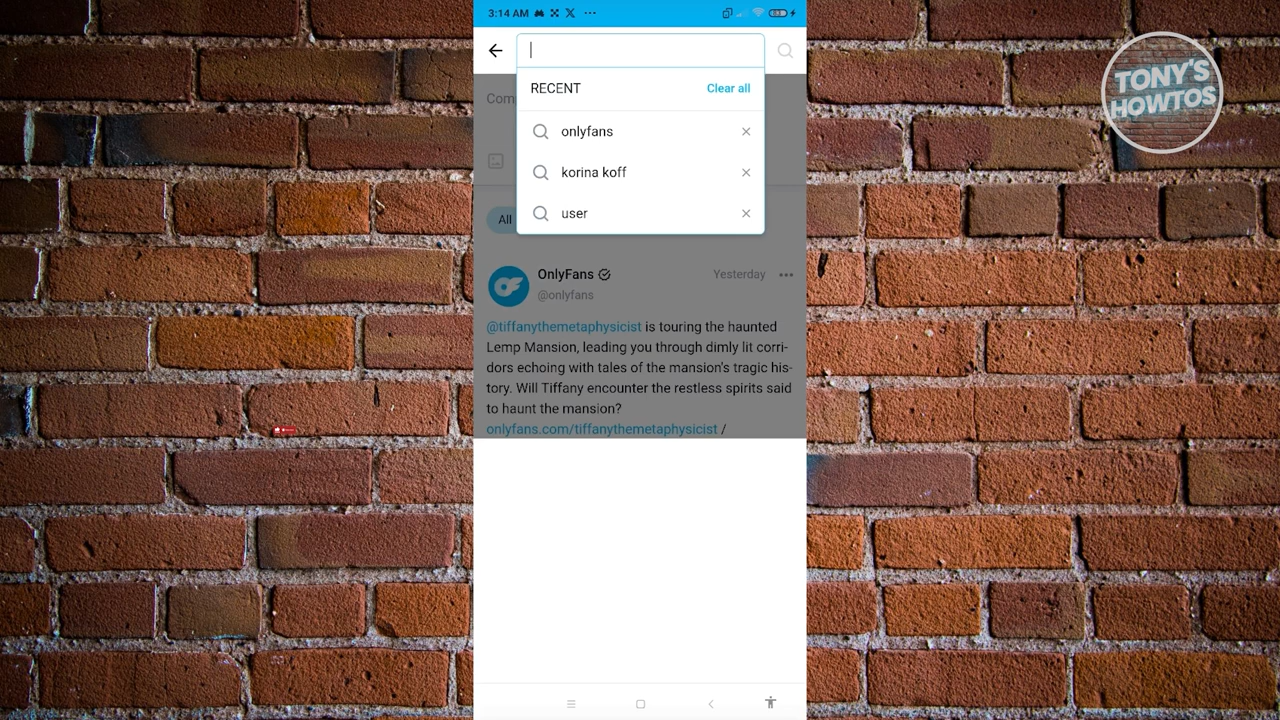 3:14 AM
TONY'S
HOWTOS
RECENT
Clear all
Com
onlyfans
korina koff
user
All
OnlyFans
Yesterday
@onlyfans
@tiffanythemetaphysicist is touring the haunted
Lemp Mansion, leading you through dimly lit corri-
dors echoing with tales of the mansion's tragic his-
tory. Will Tiffany encounter the restless spirits said
to haunt the mansion?
onlyfans.com/tiffanythemetaphysicist /